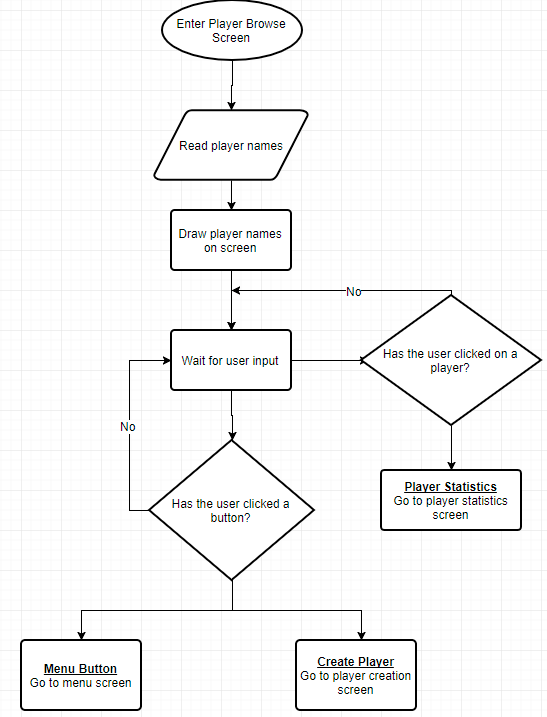 Enter Player Browse
Screen
Read player names
Draw player names
on screen
No
Wait for user input
Has the user clicked on a
player?
No
Has the user clicked a
button?
Player Statistics
Go to player statistics
screen
Menu Button
Go to menu screen
Create Player
Go to player creation
screen